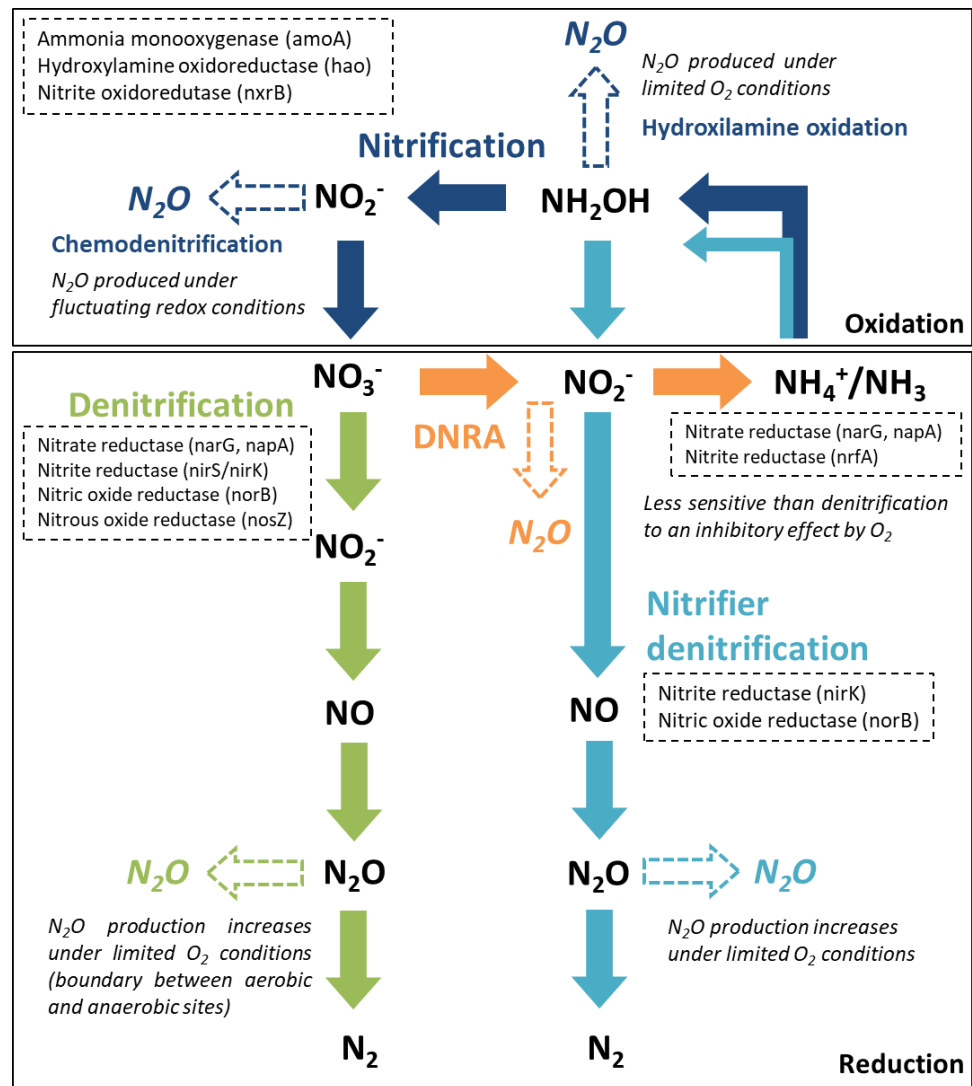 Ammonia monooxygenase (amoA)
Hydroxylamine oxidoreductase (hao)
Nitrite oxidoredutase (nxrB)
N₂O
N₂O produced under
limited O₂ conditions
Hydroxilamine oxidation
Nitrification
N₂O
NO₂⁻
NH₂OH
Chemodenitrification
N₂O produced under
fluctuating redox conditions
Oxidation
NO₃⁻
NO₂⁻
NH₄⁺/NH₃
Denitrification
Nitrate reductase (narG, napA)
Nitrite reductase (nirS/nirK)
Nitric oxide reductase (norB)
Nitrous oxide reductase (nosZ)
DNRA
Nitrate reductase (narG, napA)
Nitrite reductase (nrfA)
Less sensitive than denitrification
to an inhibitory effect by O₂
N₂O
NO₂⁻
Nitrifier
denitrification
Nitrite reductase (nirK)
Nitric oxide reductase (norB)
NO
NO
N₂O
N₂O
N₂O
N₂O
N₂O production increases
under limited O₂ conditions
(boundary between aerobic
and anaerobic sites)
N₂O production increases
under limited O₂ conditions
N₂
N₂
Reduction